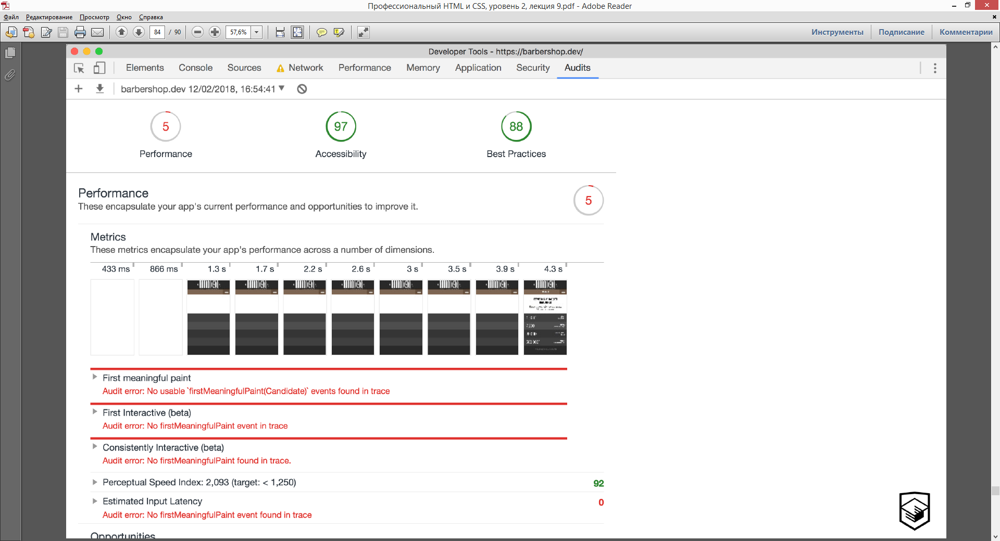 Профессиональный HTML и CSS, уровень 2, лекция 9.pdf - Adobe Reader
Файл Редактирование Просмотр Окно Справка
84 / 90 57,6% Инструменты Подписание Комментарии
Developer Tools - https://barbershop.dev/
Elements Console Sources Network Performance Memory Application Security Audits
barbershop.dev 12/02/2018, 16:54:41
5 97 88
Performance Accessibility Best Practices
Performance
These encapsulate your app's current performance and opportunities to improve it.
5
Metrics
These metrics encapsulate your app's performance across a number of dimensions.
433 ms 866 ms 1.3 s 1.7 s 2.2 s 2.6 s 3 s 3.5 s 3.9 s 4.3 s
First meaningful paint
Audit error: No usable `firstMeaningfulPaint(Candidate)` events found in trace
First Interactive (beta)
Audit error: No firstMeaningfulPaint event in trace
Consistently Interactive (beta)
Audit error: No firstMeaningfulPaint found in trace.
Perceptual Speed Index: 2,093 (target: < 1,250) 92
Estimated Input Latency 0
Audit error: No firstMeaningfulPaint event found in trace
Opportunities